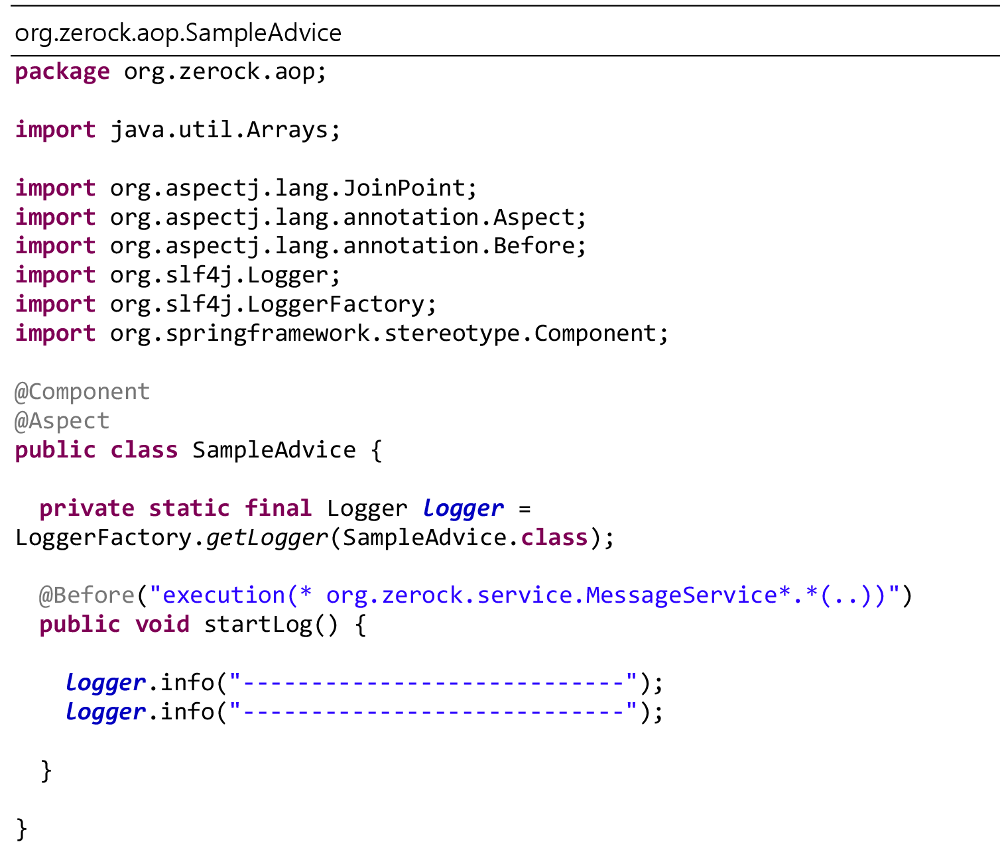 org.zerock.aop.SampleAdvice
package org.zerock.aop;
import java.util.Arrays;
import org.aspectj.lang.JoinPoint;
import org.aspectj.lang.annotation.Aspect;
import org.aspectj.lang.annotation.Before;
import org.slf4j.Logger;
import org.slf4j.LoggerFactory;
import org.springframework.stereotype.Component;
@Component
@Aspect
public class SampleAdvice {
private static final Logger logger =
LoggerFactory.getLogger(SampleAdvice.class);
@Before("execution(* org.zerock.service.MessageService*.*(..))")
public void startLog() {
logger.info("----------------------------");
logger.info("----------------------------");
}
}